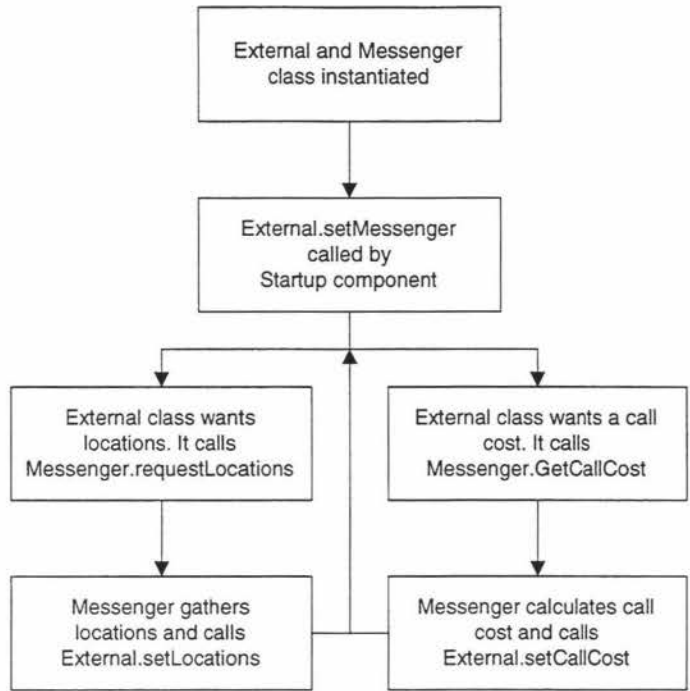 External and Messenger
class instantiated
External.setMessenger
called by
Startup component
External class wants
locations. It calls
Messenger.requestLocations
External class wants a call
cost. It calls
Messenger.GetCallCost
Messenger gathers
locations and calls
External.setLocations
Messenger calculates call
cost and calls
External.setCallCost